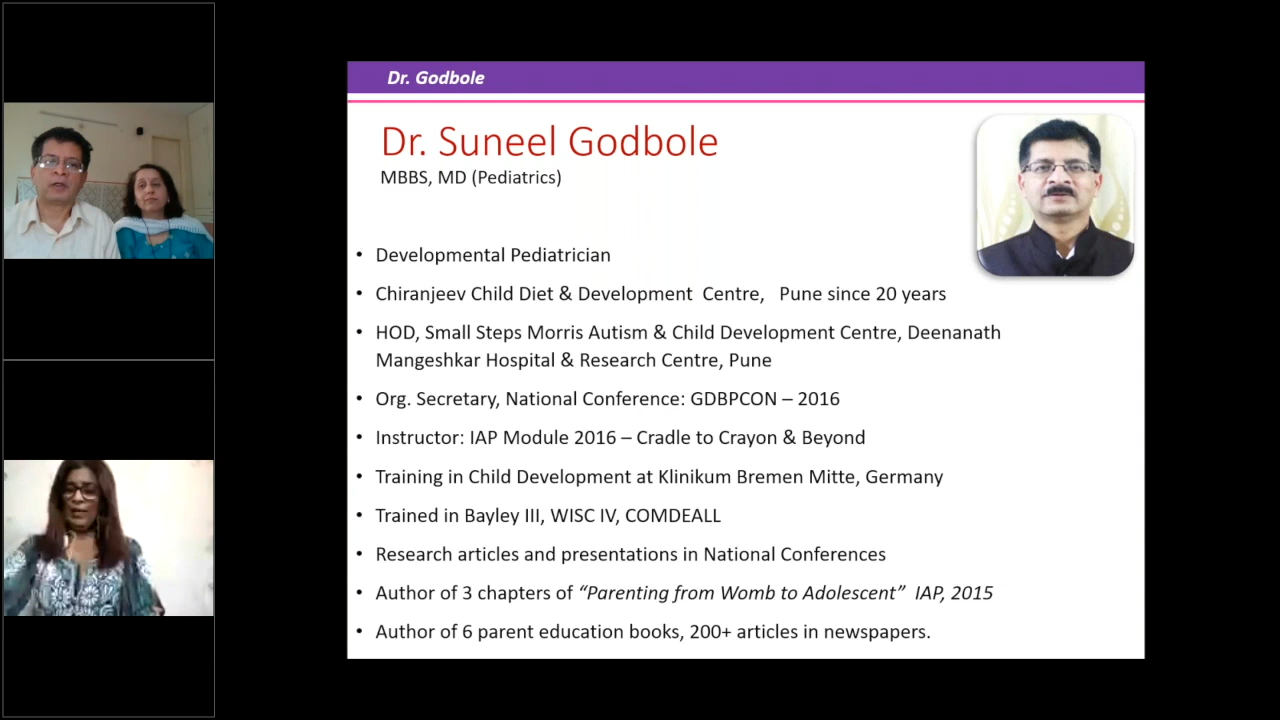 Dr. Godbole
Dr. Suneel Godbole
MBBS, MD (Pediatrics)
• Developmental Pediatrician
• Chiranjeev Child Diet & Development Centre, Pune since 20 years
• HOD, Small Steps Morris Autism & Child Development Centre, Deenanath
Mangeshkar Hospital & Research Centre, Pune
• Org. Secretary, National Conference: GDBPCON – 2016
• Instructor: IAP Module 2016 – Cradle to Crayon & Beyond
• Training in Child Development at Klinikum Bremen Mitte, Germany
• Trained in Bayley III, WISC IV, COMDEALL
• Research articles and presentations in National Conferences
• Author of 3 chapters of “Parenting from Womb to Adolescent” IAP, 2015
• Author of 6 parent education books, 200+ articles in newspapers.